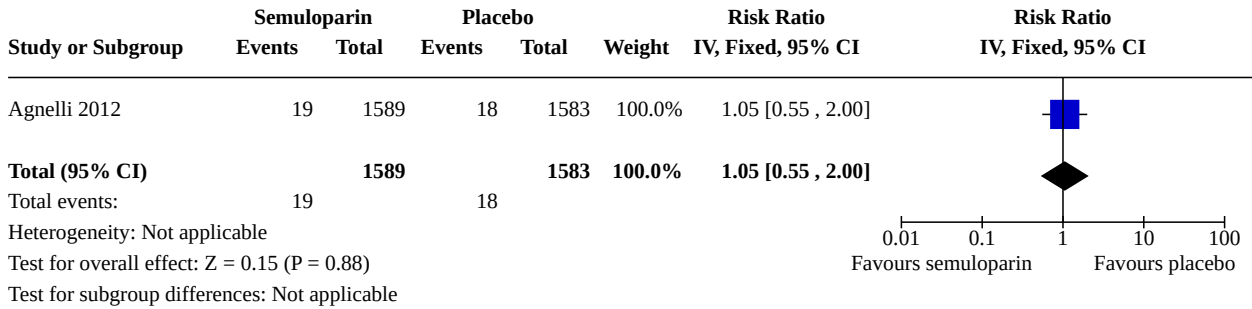 Semuloparin Placebo Risk Ratio Risk Ratio
Study or Subgroup Events Total Events Total Weight IV, Fixed, 95% CI IV, Fixed, 95% CI
Agnelli 2012 19 1589 18 1583 100.0% 1.05 [0.55 , 2.00]
Total (95% CI) 1589 1583 100.0% 1.05 [0.55 , 2.00]
Total events: 19 18
Heterogeneity: Not applicable
0.01 0.1 1 10 100
Test for overall effect: Z = 0.15 (P = 0.88)
Favours semuloparin Favours placebo
Test for subgroup differences: Not applicable